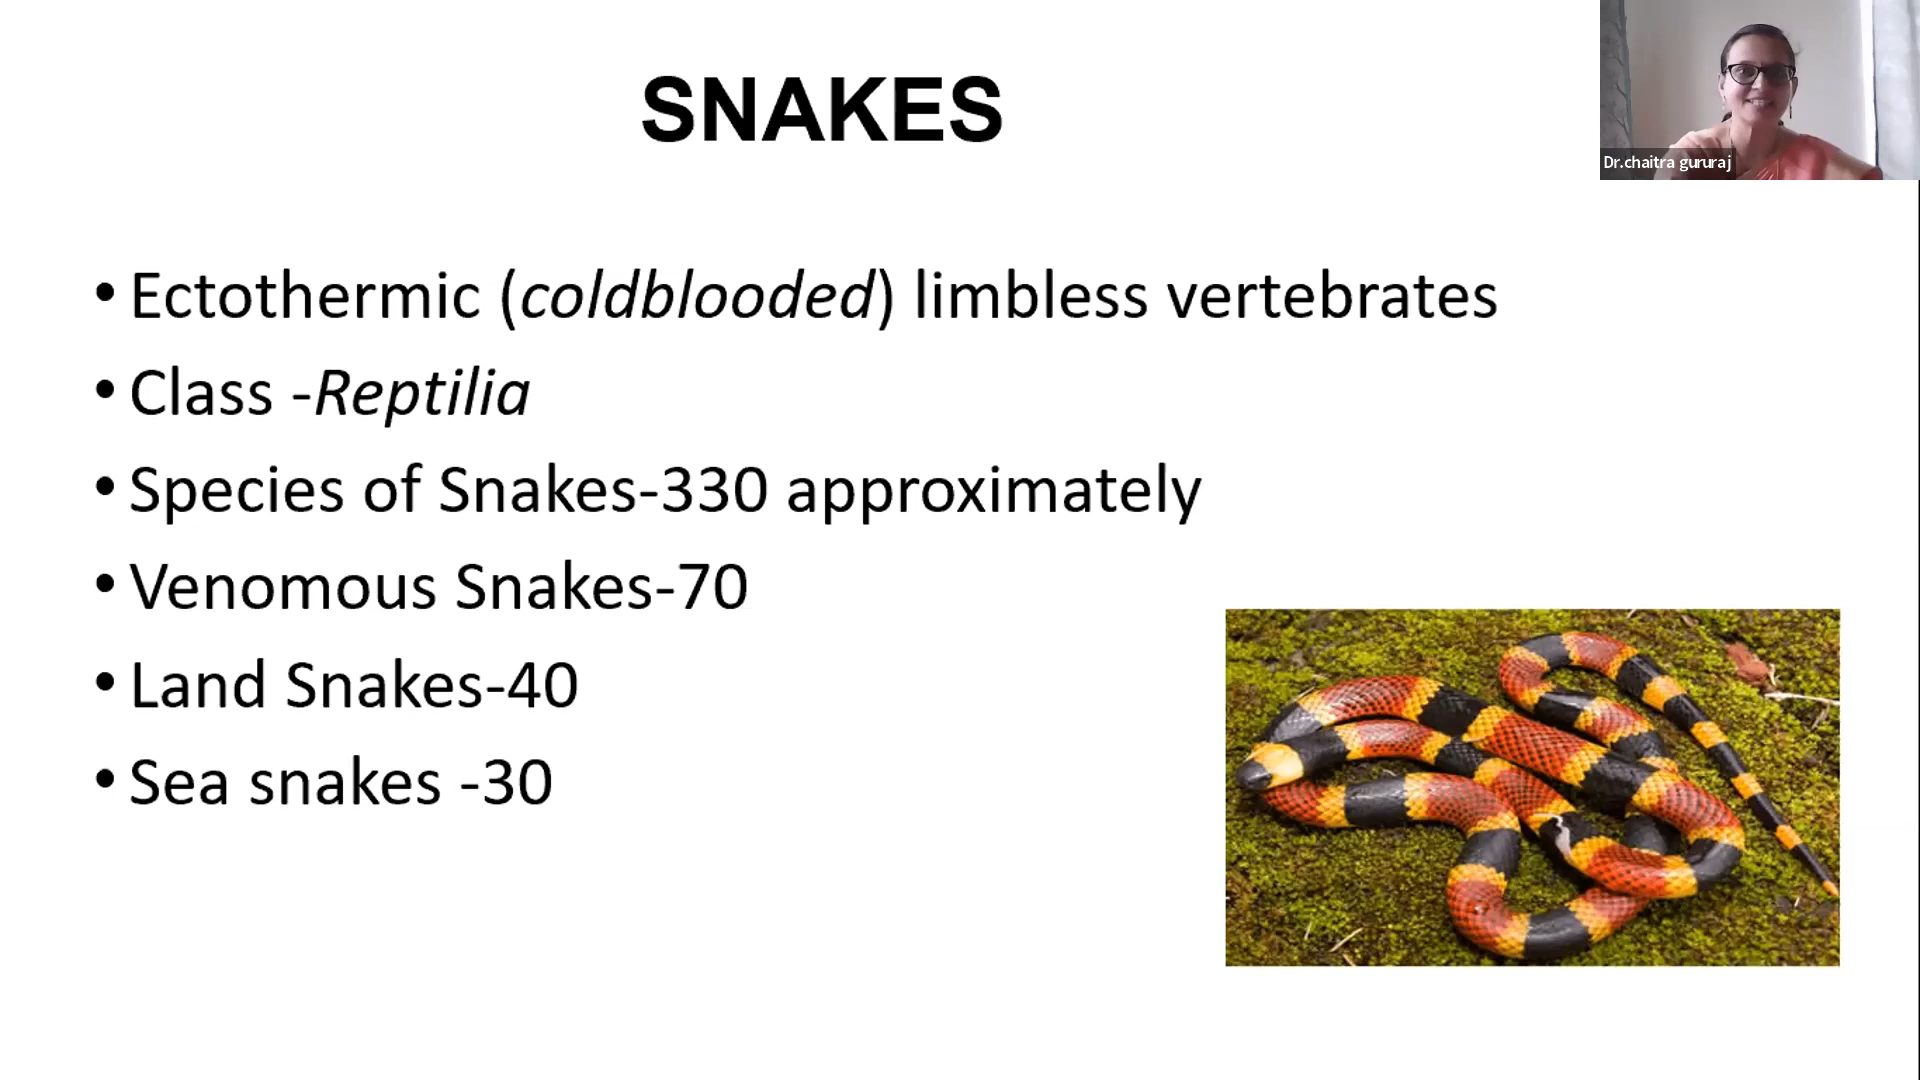 SNAKES
Dr.chaitra gururaj
• Ectothermic (coldblooded) limbless vertebrates
• Class -Reptilia
• Species of Snakes-330 approximately
• Venomous Snakes-70
• Land Snakes-40
• Sea snakes -30